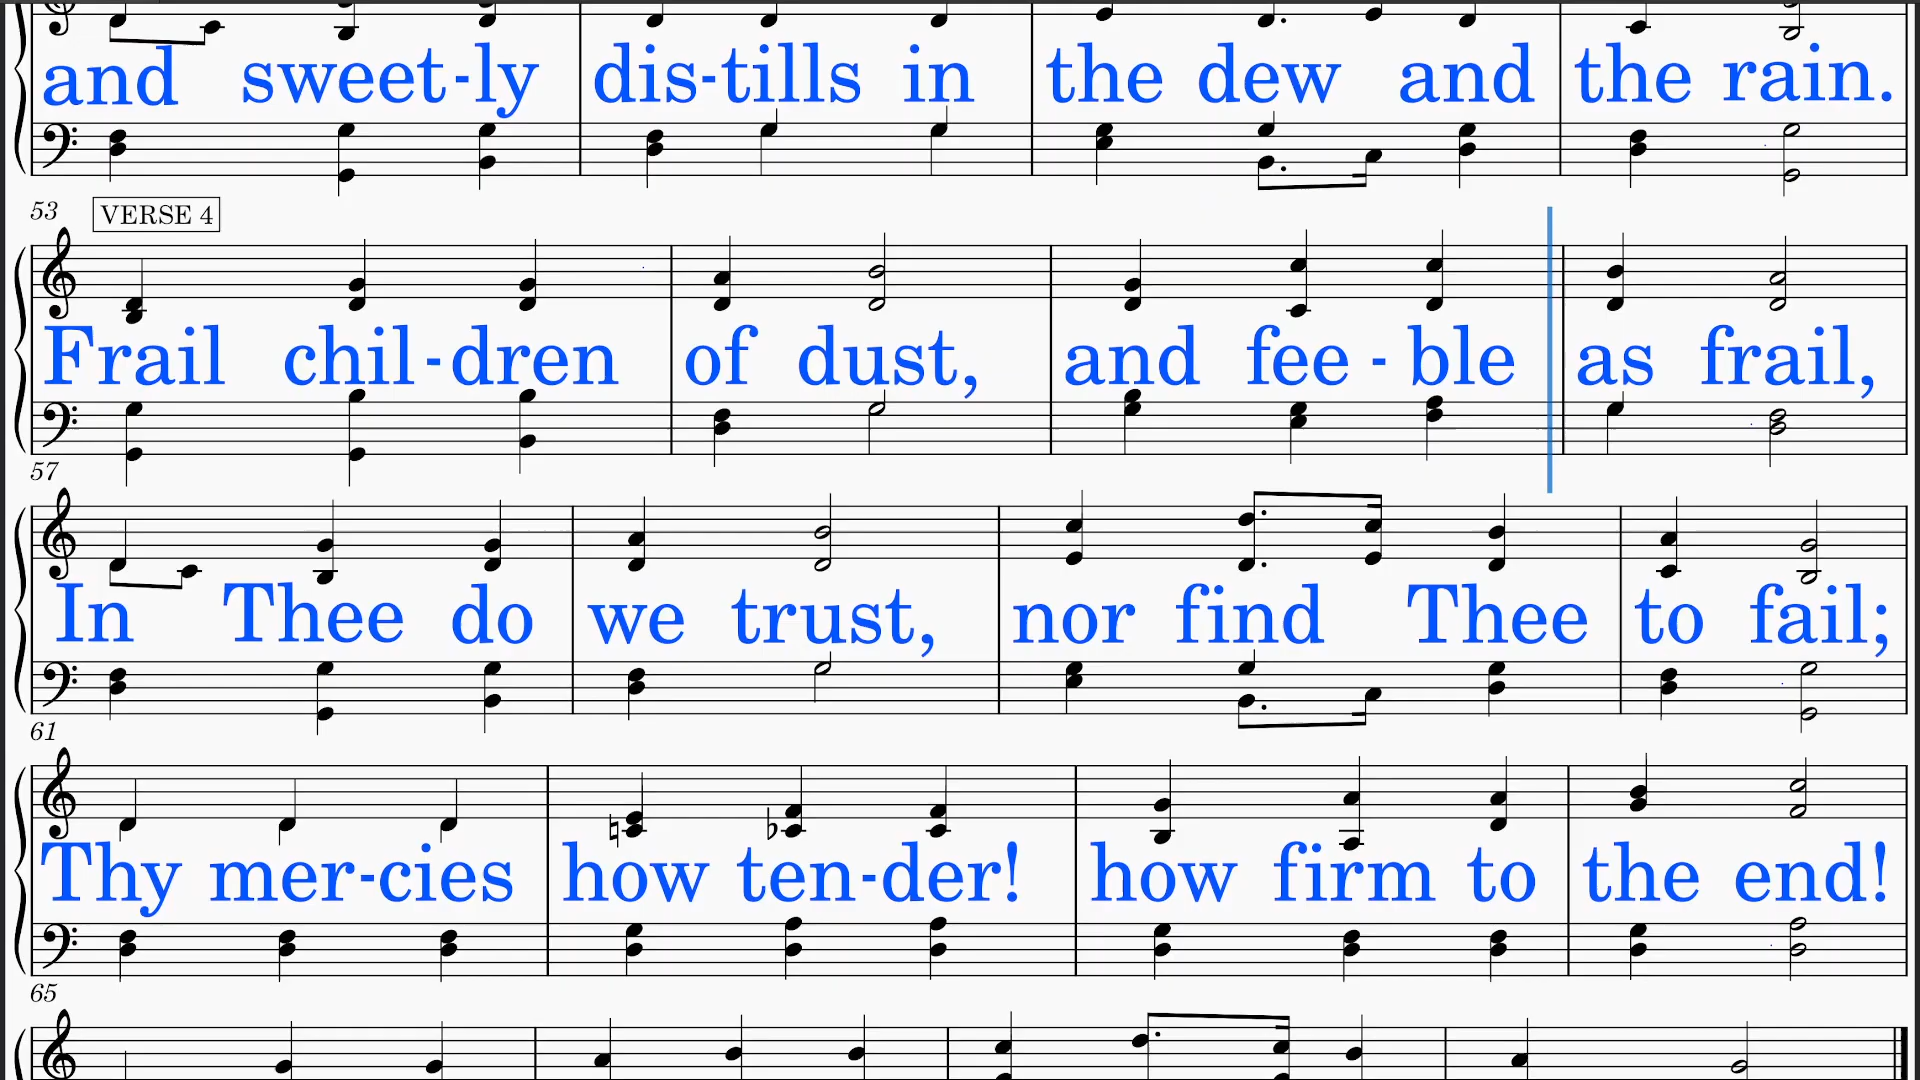 and sweet-ly dis-tills in the dew and the rain.
53 VERSE 4
Frail chil-dren of dust, and fee-ble as frail,
57
In Thee do we trust, nor find Thee to fail;
61
Thy mer-cies how ten-der! how firm to the end!
65